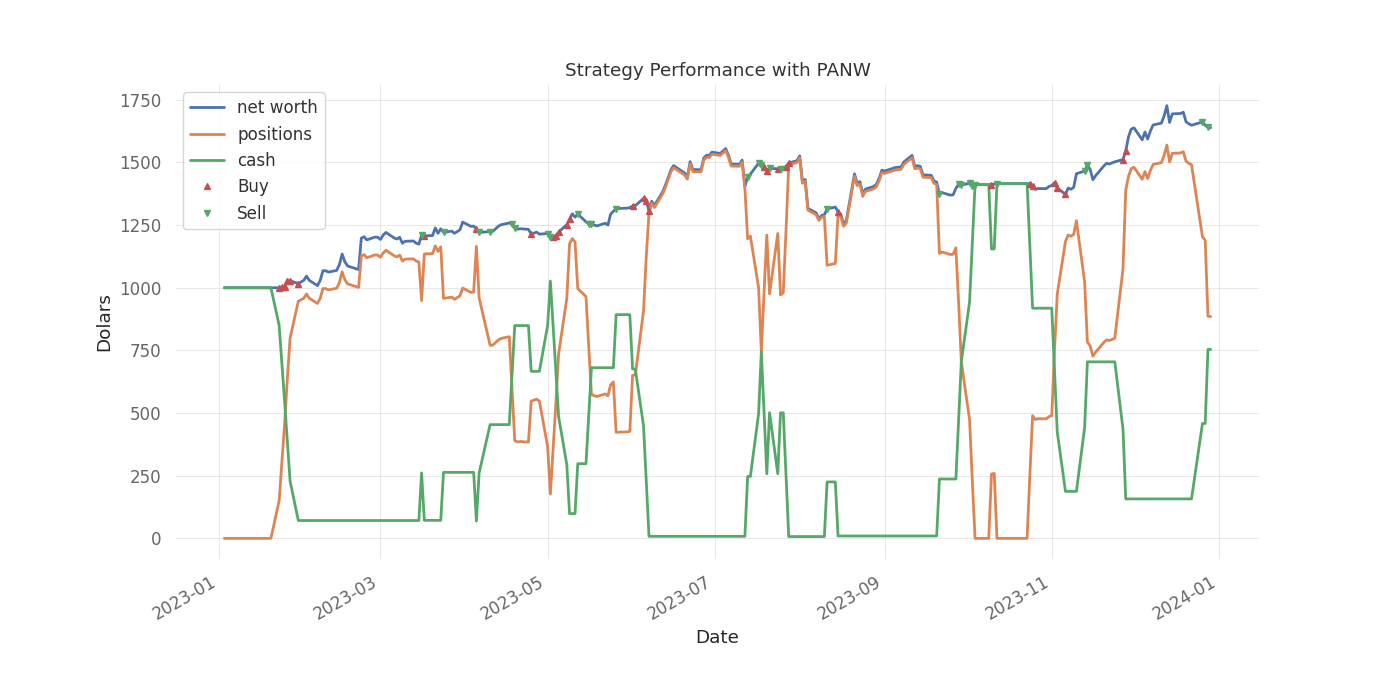 Strategy Performance with PANW
1750
1500
1250
1000
750
500
250
0
Dolars
net worth
positions
cash
Buy
Sell
2023-01
2023-03
2023-05
2023-07
2023-09
2023-11
2024-01
Date